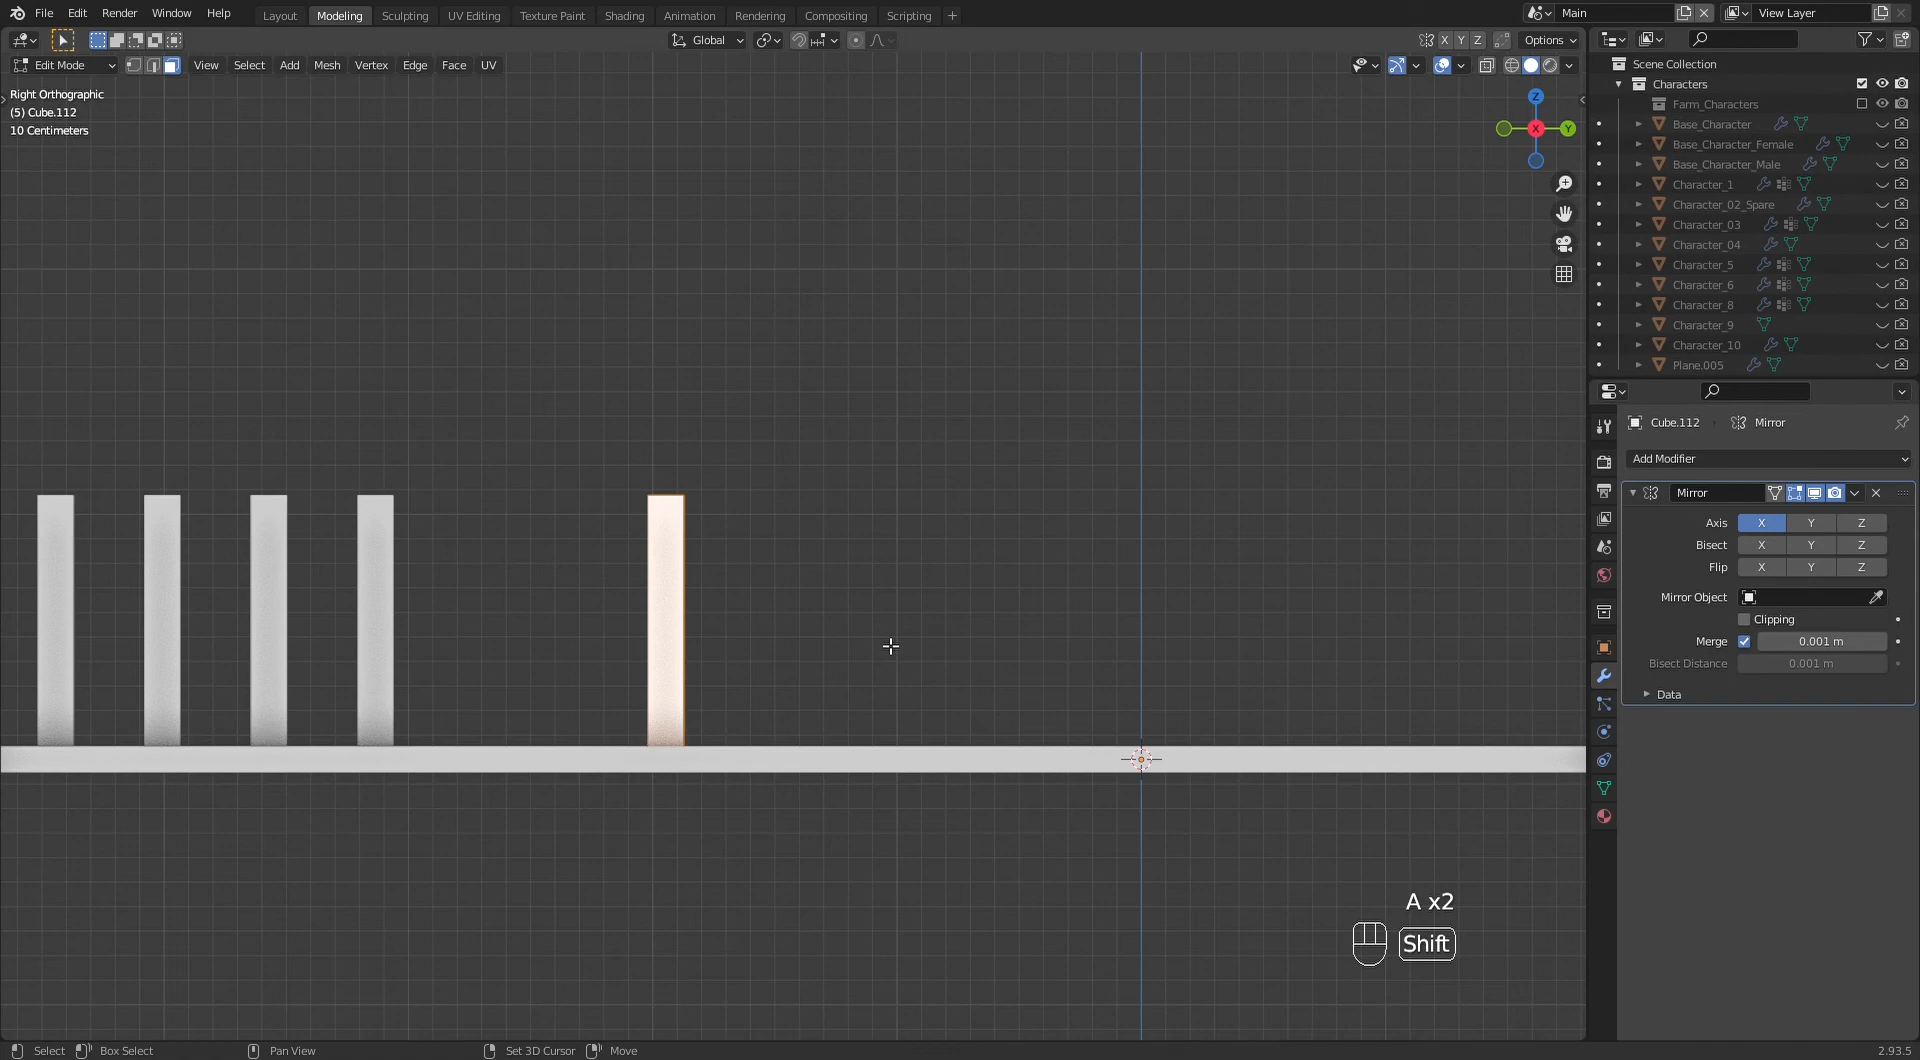 File Edit Render Window Help
Layout Modeling Sculpting UV Editing Texture Paint Shading Animation Rendering Compositing Scripting +
Main
View Layer
Global
X Y Z
Options
Edit Mode
View Select Add Mesh Vertex Edge Face UV
Right Orthographic
(5) Cube.112
10 Centimeters
Z
X
Y
Scene Collection
Characters
Farm_Characters
Base_Character
Base_Character_Female
Base_Character_Male
Character_1
Character_02_Spare
Character_03
Character_04
Character_5
Character_6
Character_8
Character_9
Character_10
Plane.005
Cube.112 Mirror
Add Modifier
Mirror
Axis X Y Z
Bisect X Y Z
Flip X Y Z
Mirror Object
Clipping
Merge 0.001 m
Bisect Distance 0.001 m
Data
A x2
Shift
Select Box Select Pan View Set 3D Cursor Move 2.93.5